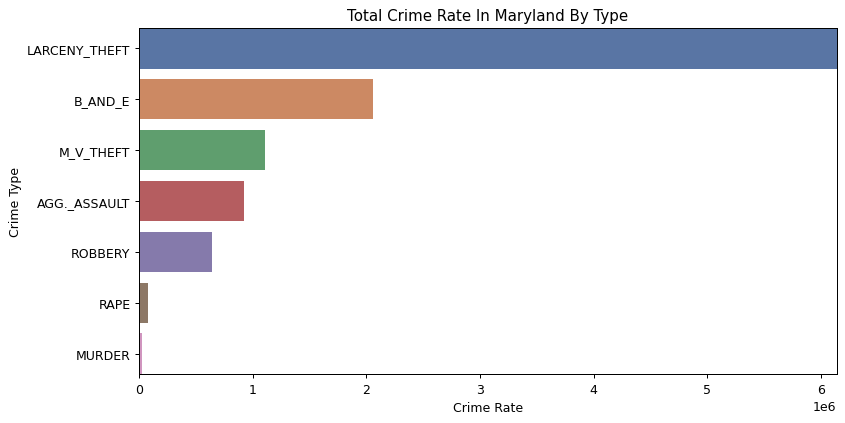 Total Crime Rate In Maryland By Type
Crime Type
LARCENY_THEFT
B_AND_E
M_V_THEFT
AGG._ASSAULT
ROBBERY
RAPE
MURDER
0 1 2 3 4 5 6
1e6
Crime Rate